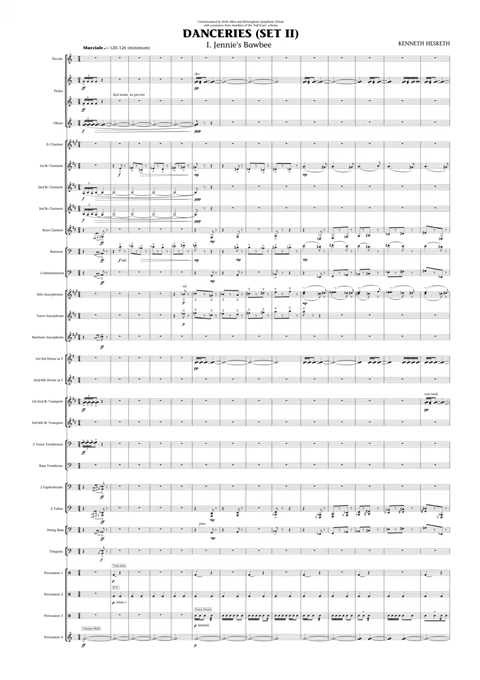 Commissioned by Keith Allen and Birmingham Symphonic Winds
with assistance from members of the 'Full Score' scheme
DANCERIES (SET II)
I. Jennie's Bawbee
KENNETH HESKETH
Marziale ♩ = 120-126 (minimum)
Piccolo
Flutes
2nd muta. in piccolo
Oboes
E♭ Clarinet
1st B♭ Clarinets
2nd B♭ Clarinets
3rd B♭ Clarinets
Bass Clarinet
Bassoons
Contrabassoon
Alto Saxophones
Tenor Saxophone
Baritone Saxophone
1st/3rd Horns in F
2nd/4th Horns in F
1st/2nd B♭ Trumpets
3rd/4th B♭ Trumpets
2 Tenor Trombones
Bass Trombone
2 Euphoniums
2 Tubas
String Bass
pizz.
Timpani
Percussion 1
Percussion 2
Percussion 3
Tenor Drum
Percussion 4
Tubular Bells